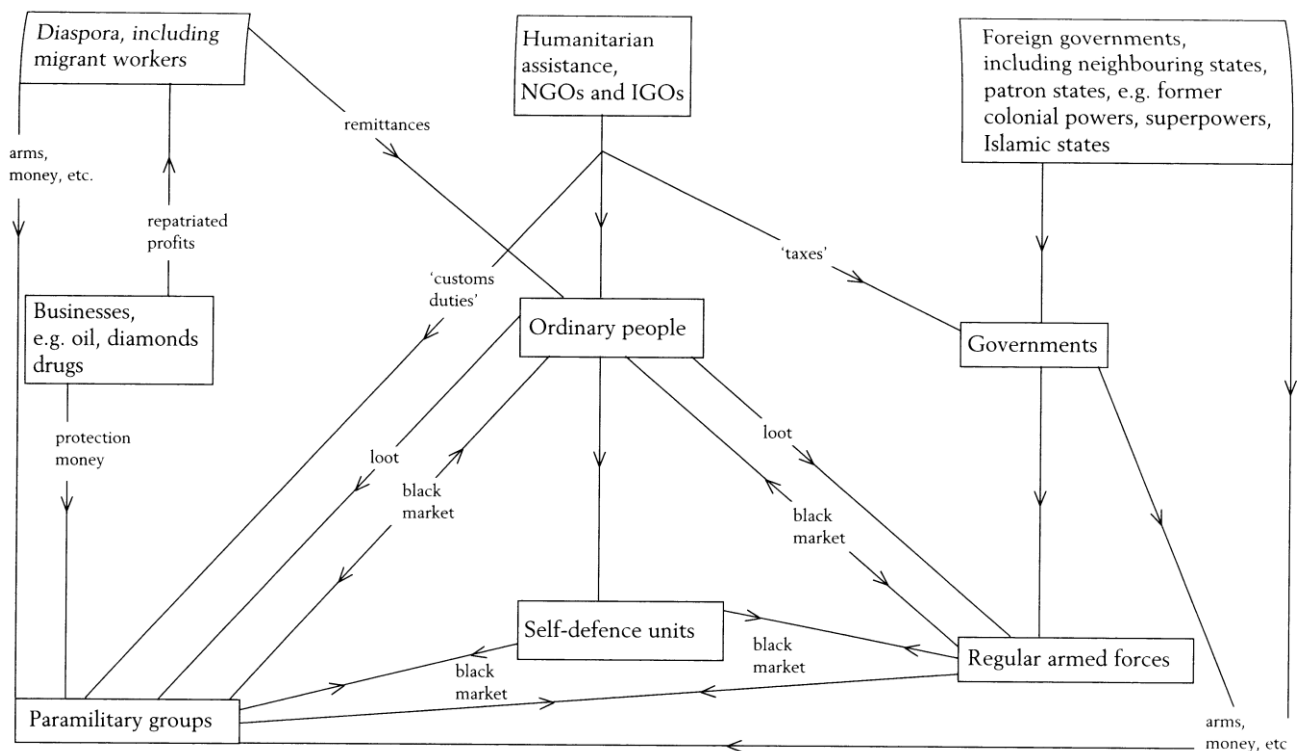 Diaspora, including
migrant workers
Humanitarian
assistance,
NGOs and IGOs
Foreign governments,
including neighbouring states,
patron states, e.g. former
colonial powers, superpowers,
Islamic states
remittances
arms,
money, etc.
repatriated
profits
'taxes'
'customs
duties'
Businesses,
e.g. oil, diamonds
drugs
Ordinary people
Governments
protection
money
loot
black
market
loot
black
market
Self-defence units
black
market
black
market
Regular armed forces
Paramilitary groups
arms,
money, etc